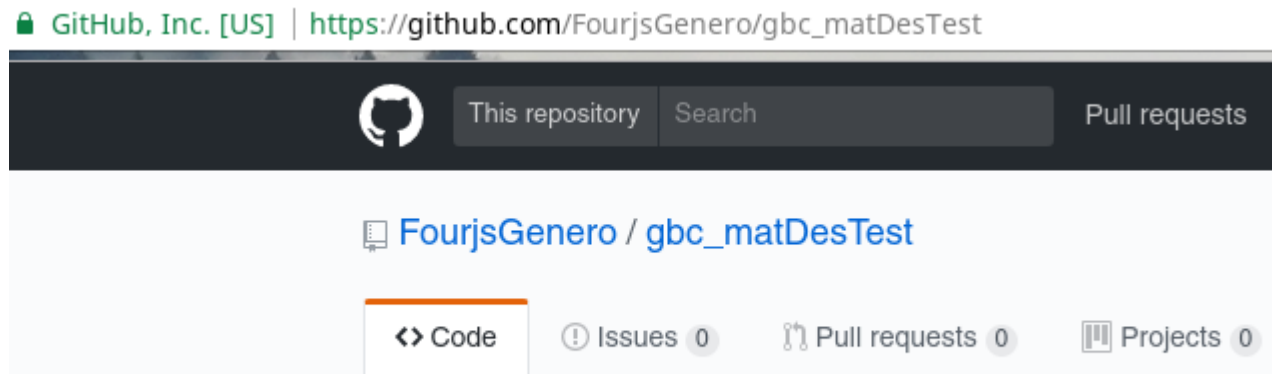 GitHub, Inc. [US] | https://github.com/FourjsGenero/gbc_matDesTest
This repository Search Pull requests
FourjsGenero / gbc_matDesTest
<> Code Issues 0 Pull requests 0 Projects 0